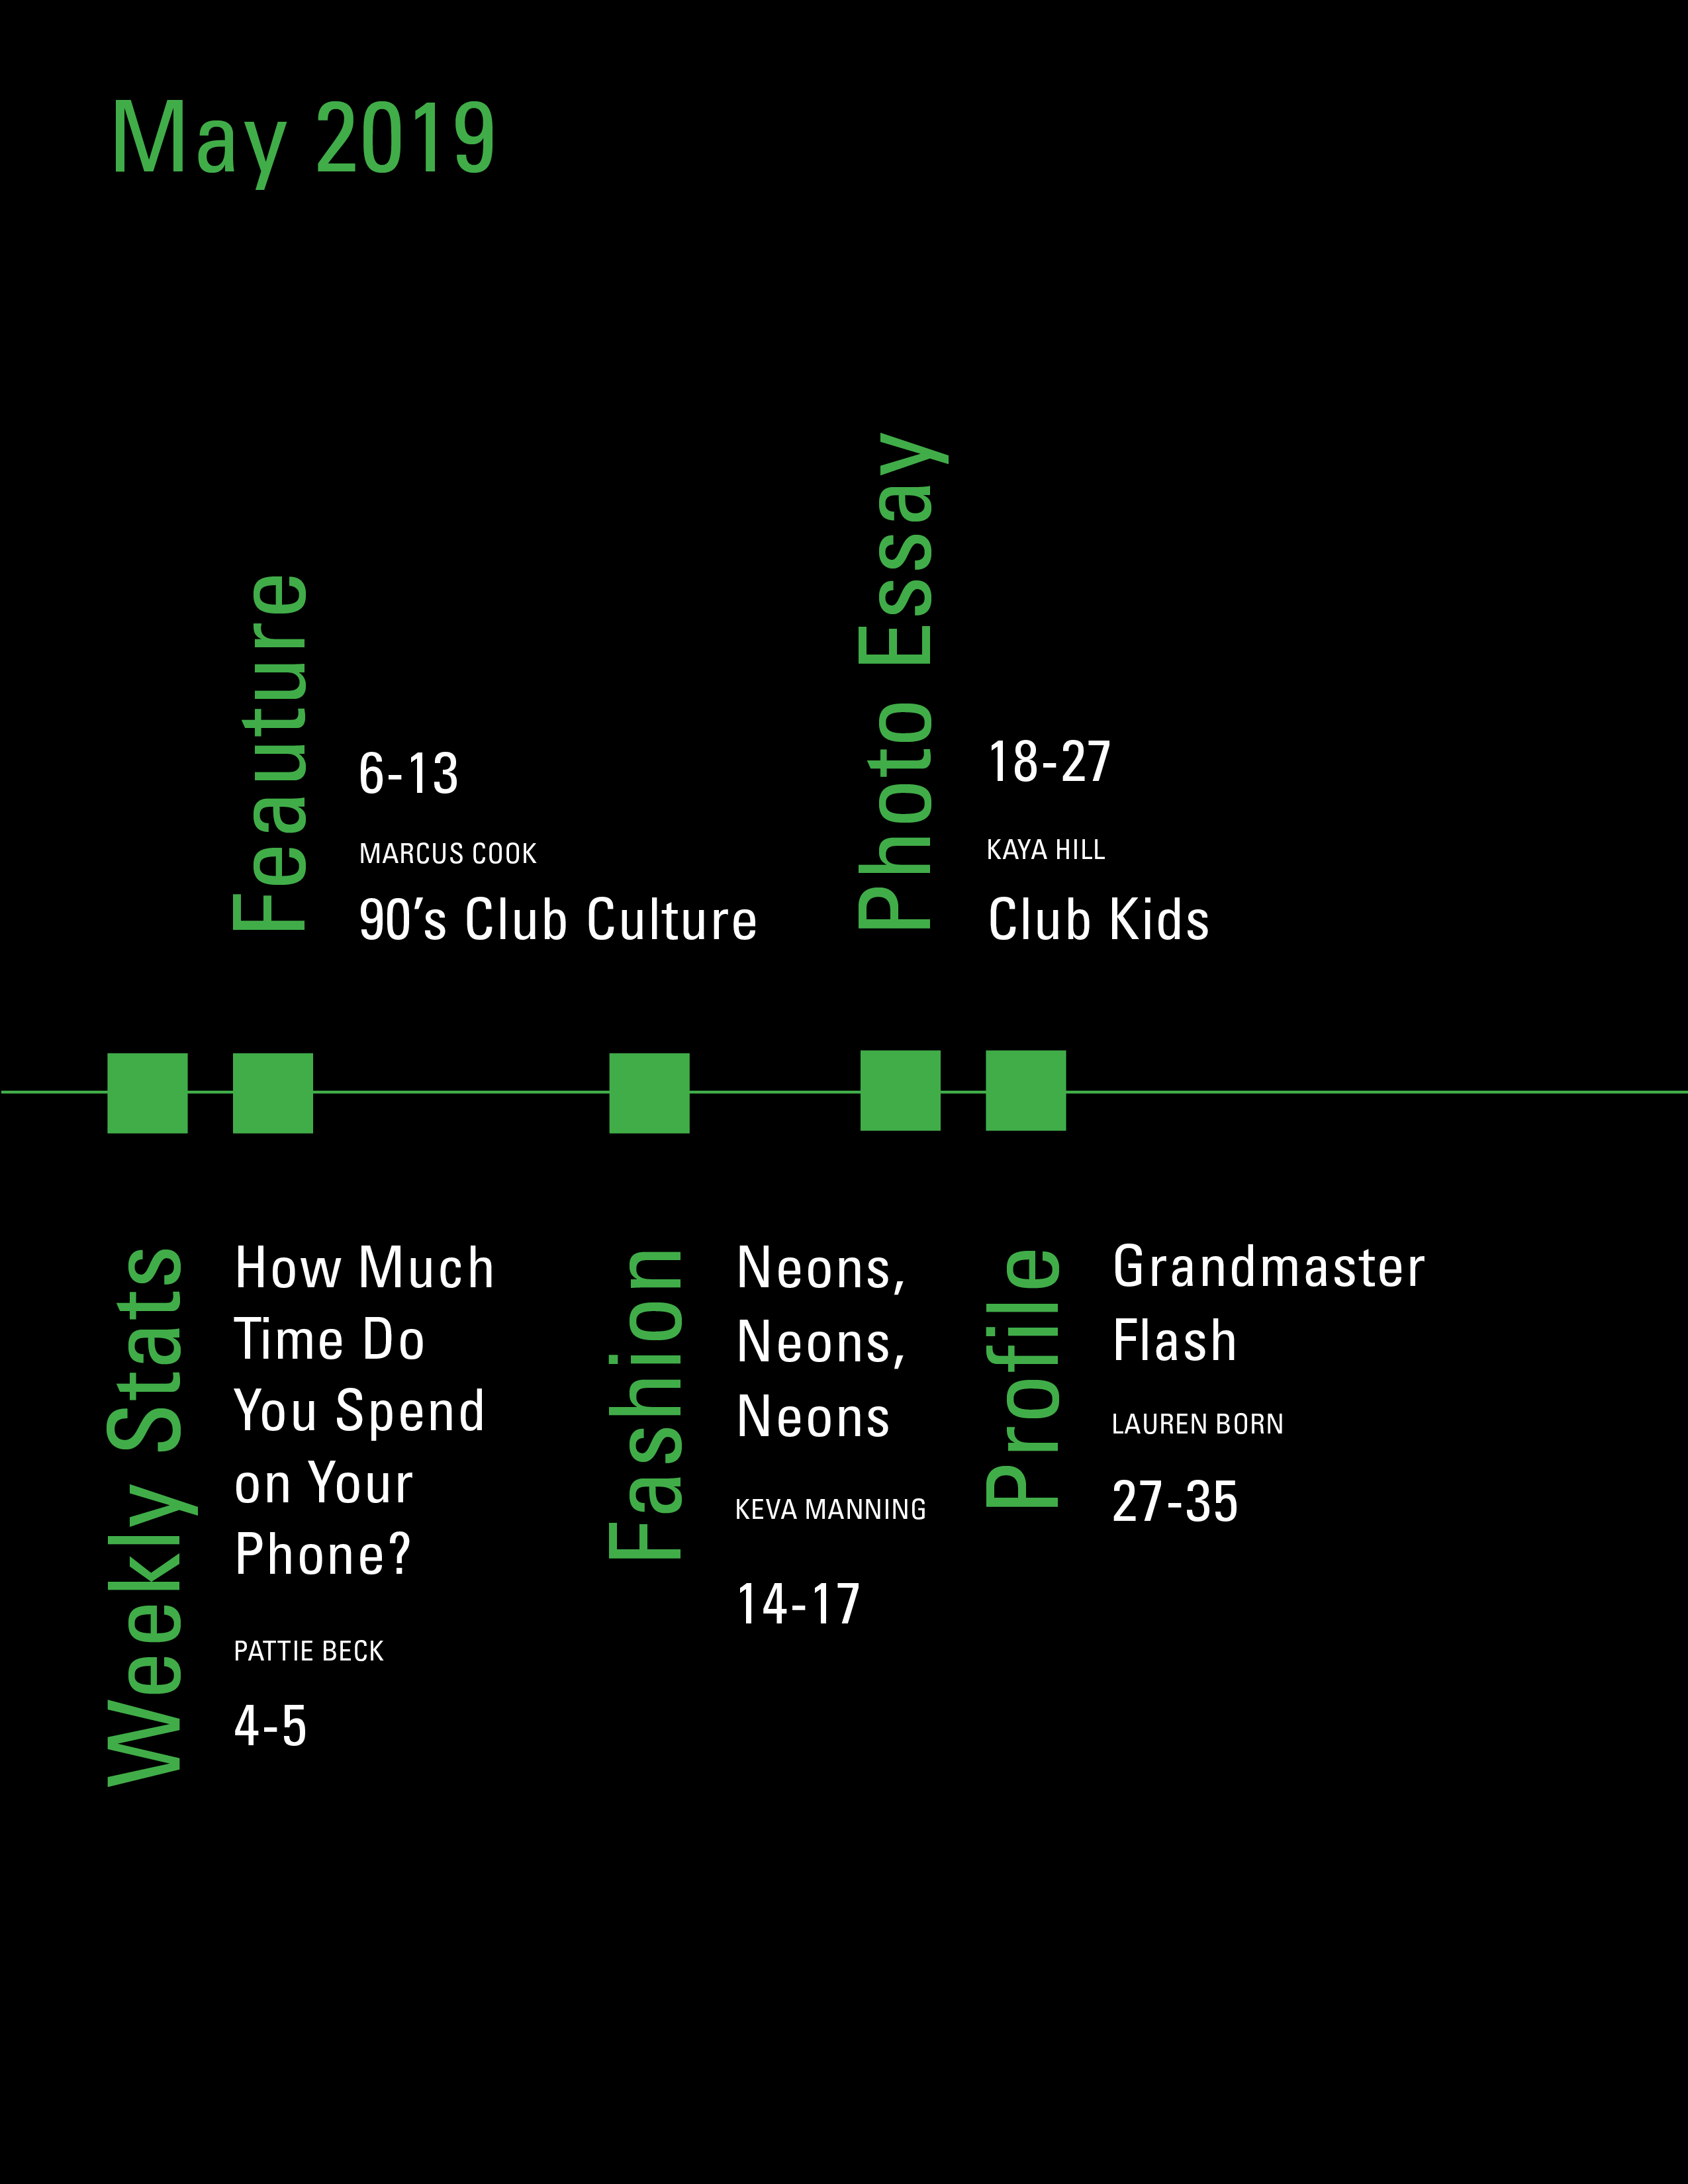 May 2019
Feauture
6-13
MARCUS COOK
90’s Club Culture
Photo Essay
18-27
KAYA HILL
Club Kids
Weekly Stats
How Much
Time Do
You Spend
on Your
Phone?
PATTIE BECK
4-5
Fashion
Neons,
Neons,
Neons
KEVA MANNING
14-17
Profile
Grandmaster
Flash
LAUREN BORN
27-35